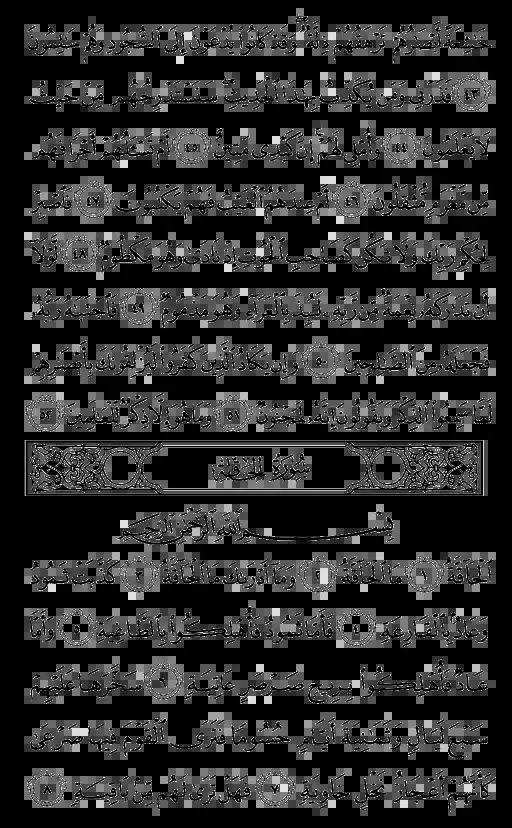 خَٰشِعَةً أَبْصَٰرُهُمْ تَرْهَقُهُمْ ذِلَّةٌ وَقَدْ كَانُوا۟ يُدْعَوْنَ إِلَى ٱلسُّجُودِ وَهُمْ سَٰلِمُونَ
٤٣ فَذَرْنِى وَمَن يُكَذِّبُ بِهَٰذَا ٱلْحَدِيثِ سَنَسْتَدْرِجُهُم مِّنْ حَيْثُ
لَا يَعْلَمُونَ ٤٤ وَأُمْلِى لَهُمْ إِنَّ كَيْدِى مَتِينٌ ٤٥ أَمْ تَسْـَٔلُهُمْ أَجْرًا فَهُم
مِّن مَّغْرَمٍ مُّثْقَلُونَ ٤٦ أَمْ عِندَهُمُ ٱلْغَيْبُ فَهُمْ يَكْتُبُونَ ٤٧ فَٱصْبِرْ
لِحُكْمِ رَبِّكَ وَلَا تَكُن كَصَاحِبِ ٱلْحُوتِ إِذْ نَادَىٰ وَهُوَ مَكْظُومٌ ٤٨ لَّوْلَآ
أَن تَدَٰرَكَهُۥ نِعْمَةٌ مِّن رَّبِّهِۦ لَنُبِذَ بِٱلْعَرَآءِ وَهُوَ مَذْمُومٌ ٤٩ فَٱجْتَبَٰهُ رَبُّهُۥ
فَجَعَلَهُۥ مِنَ ٱلصَّٰلِحِينَ ٥٠ وَإِن يَكَادُ ٱلَّذِينَ كَفَرُوا۟ لَيُزْلِقُونَكَ بِأَبْصَٰرِهِمْ
لَمَّا سَمِعُوا۟ ٱلذِّكْرَ وَيَقُولُونَ إِنَّهُۥ لَمَجْنُونٌ ٥١ وَمَا هُوَ إِلَّا ذِكْرٌ لِّلْعَٰلَمِينَ ٥٢
سُورَةُ الحَاقَّةِ
بِسْمِ ٱللَّهِ ٱلرَّحْمَٰنِ ٱلرَّحِيمِ
ٱلْحَآقَّةُ ١ مَا ٱلْحَآقَّةُ ٢ وَمَآ أَدْرَىٰكَ مَا ٱلْحَآقَّةُ ٣ كَذَّبَتْ ثَمُودُ
وَعَادٌۢ بِٱلْقَارِعَةِ ٤ فَأَمَّا ثَمُودُ فَأُهْلِكُوا۟ بِٱلطَّاغِيَةِ ٥ وَأَمَّا
عَادٌ فَأُهْلِكُوا۟ بِرِيحٍ صَرْصَرٍ عَاتِيَةٍ ٦ سَخَّرَهَا عَلَيْهِمْ
سَبْعَ لَيَالٍ وَثَمَٰنِيَةَ أَيَّامٍ حُسُومًا فَتَرَى ٱلْقَوْمَ فِيهَا صَرْعَىٰ
كَأَنَّهُمْ أَعْجَازُ نَخْلٍ خَاوِيَةٍ ٧ فَهَلْ تَرَىٰ لَهُم مِّنۢ بَاقِيَةٍ ٨